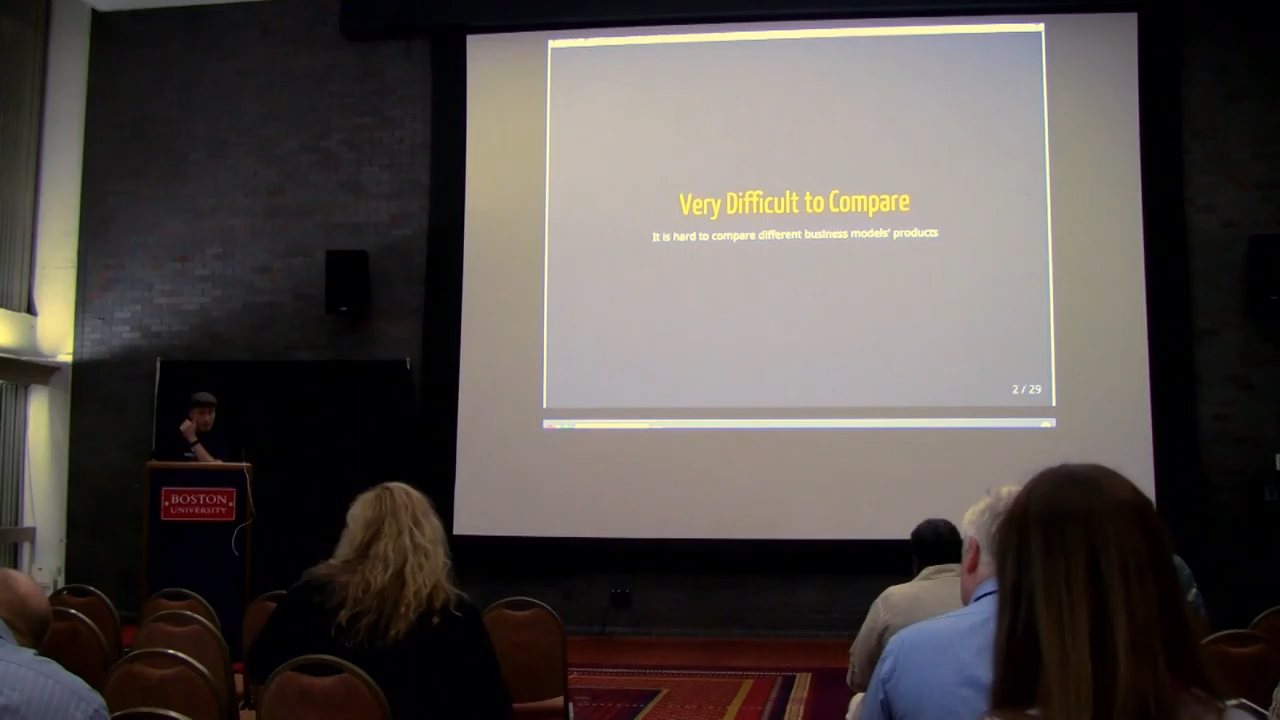 Very Difficult to Compare
It is hard to compare different business models' products
2 / 29
BOSTON
UNIVERSITY